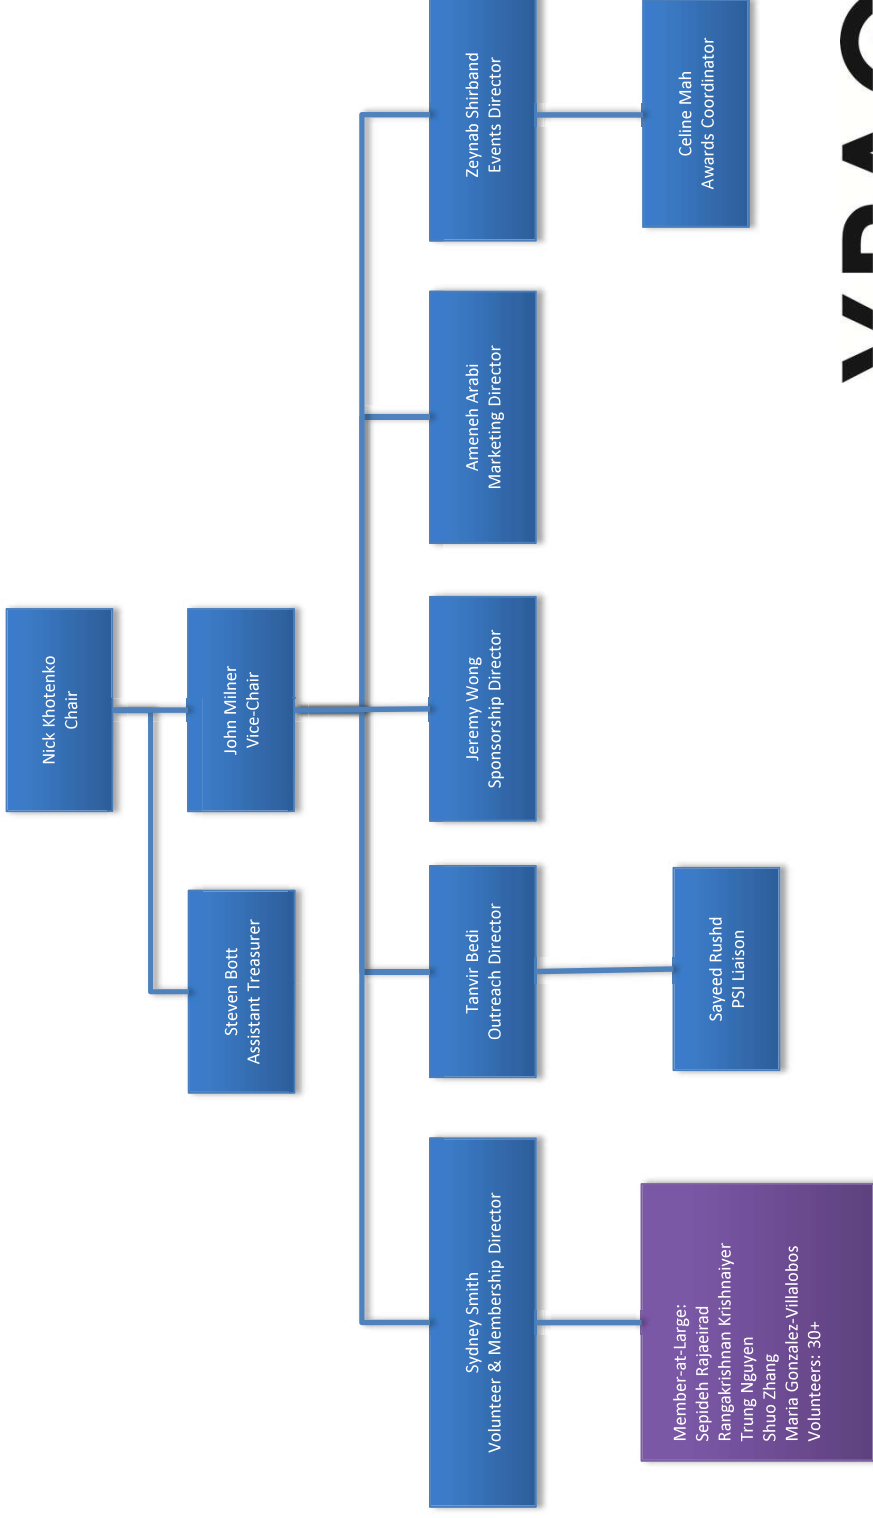 Nick Khotenko
Chair
Steven Bott
Assistant Treasurer
John Milner
Vice-Chair
Sydney Smith
Volunteer & Membership Director
Tanvir Bedi
Outreach Director
Jeremy Wong
Sponsorship Director
Ameneh Arabi
Marketing Director
Zeynab Shirband
Events Director
Member-at-Large:
Sepideh Rajaeirad
Rangakrishnan Krishnaiyer
Trung Nguyen
Shuo Zhang
Maria Gonzalez-Villalobos
Volunteers: 30+
Sayeed Rushd
PSI Liaison
Celine Mah
Awards Coordinator